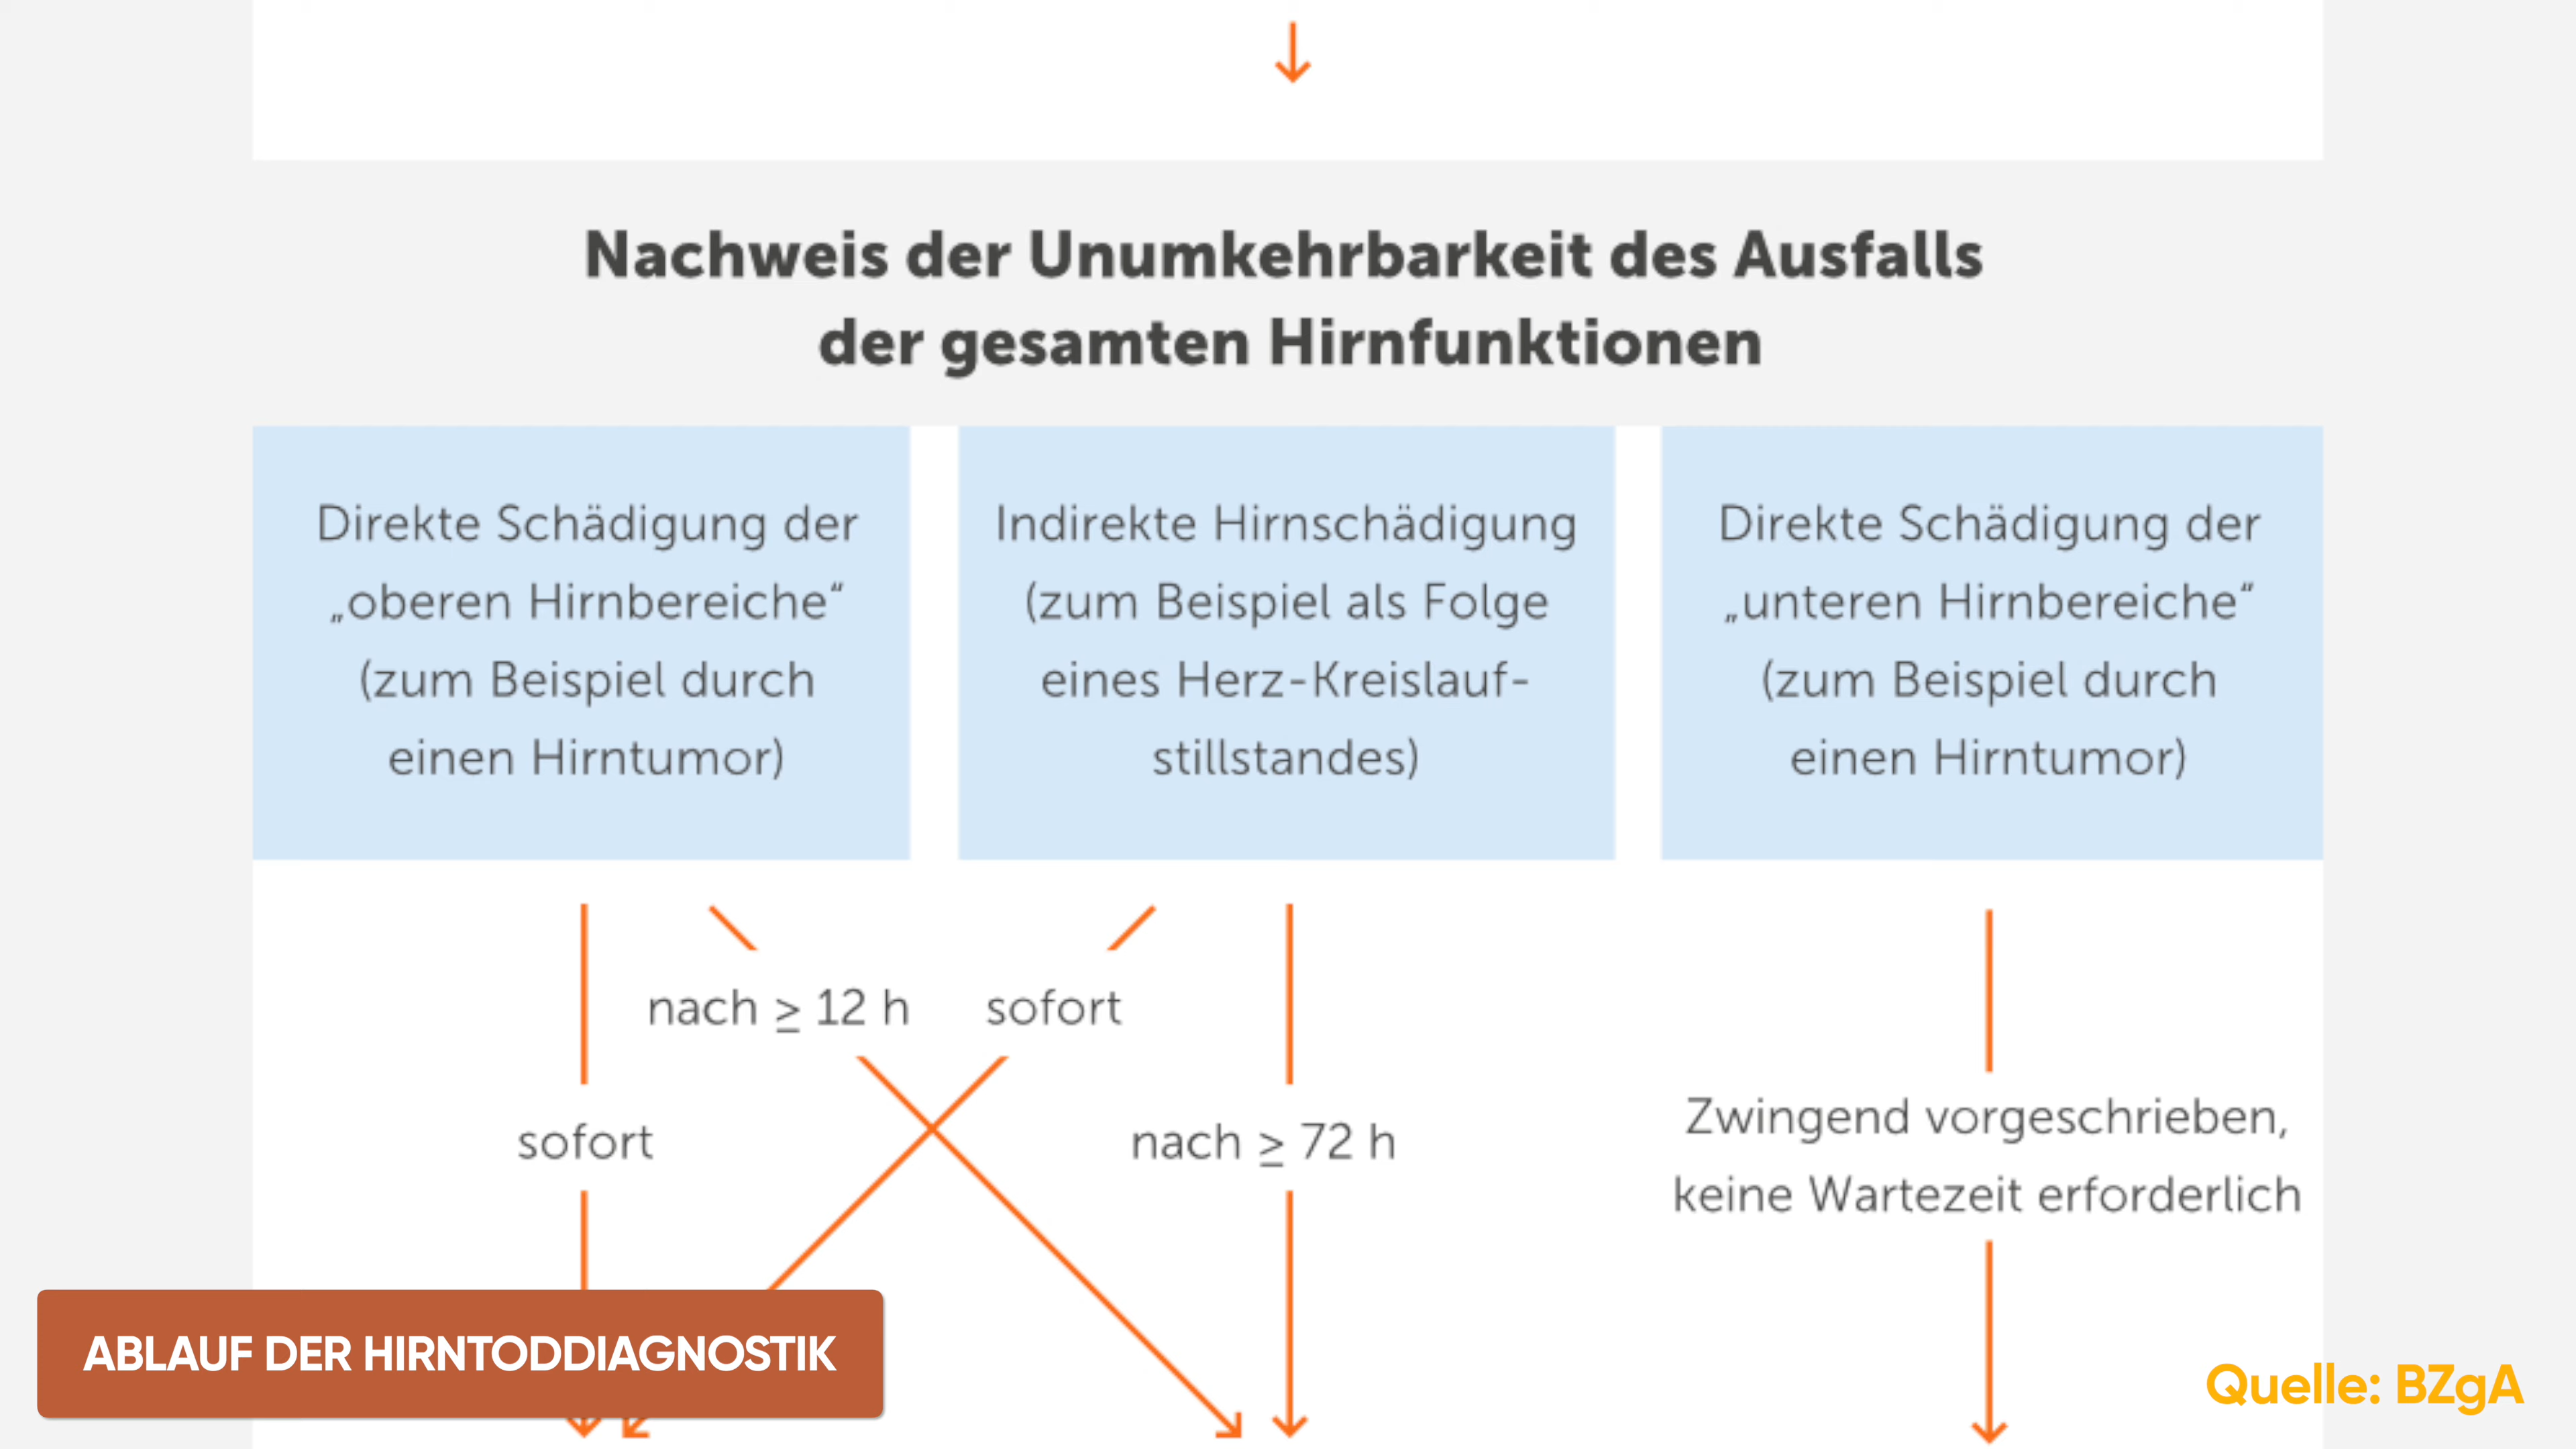 Nachweis der Unumkehrbarkeit des Ausfalls
der gesamten Hirnfunktionen
Direkte Schädigung der
„oberen Hirnbereiche“
(zum Beispiel durch
einen Hirntumor)
Indirekte Hirnschädigung
(zum Beispiel als Folge
eines Herz-Kreislauf-
stillstandes)
Direkte Schädigung der
„unteren Hirnbereiche“
(zum Beispiel durch
einen Hirntumor)
nach ≥ 12 h
sofort
sofort
nach ≥ 72 h
Zwingend vorgeschrieben,
keine Wartezeit erforderlich
ABLAUF DER HIRNTODDIAGNOSTIK
Quelle: BZgA